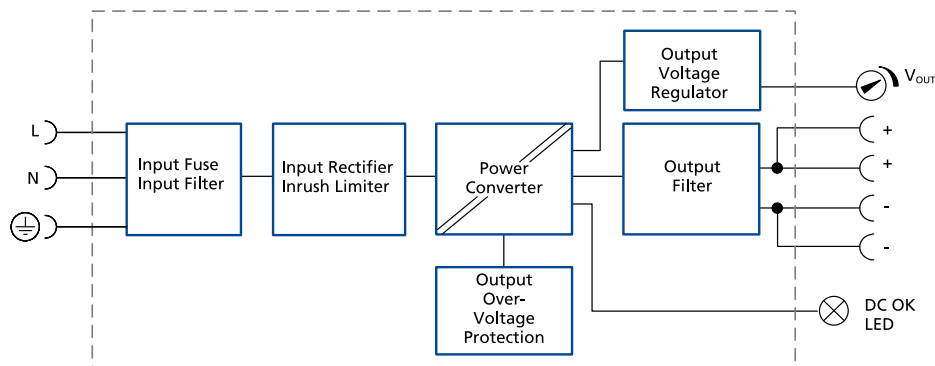 Output
Voltage
Regulator
VOUT
L
Input Fuse
Input Filter
Input Rectifier
Inrush Limiter
Power
Converter
Output
Filter
+
+
N
-
-
Output
Over-
Voltage
Protection
DC OK
LED